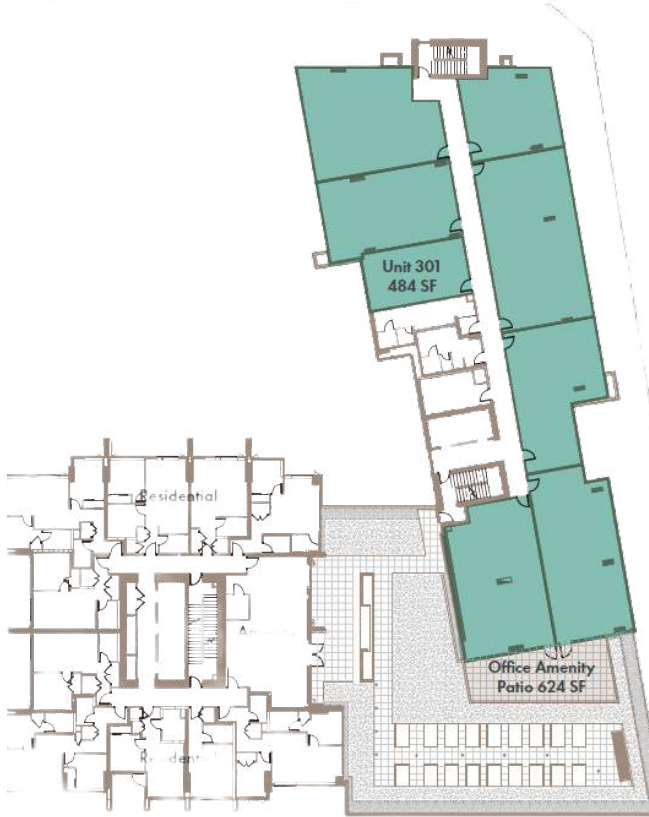 Unit 301
484 SF
Residential
Office Amenity
Patio 624 SF